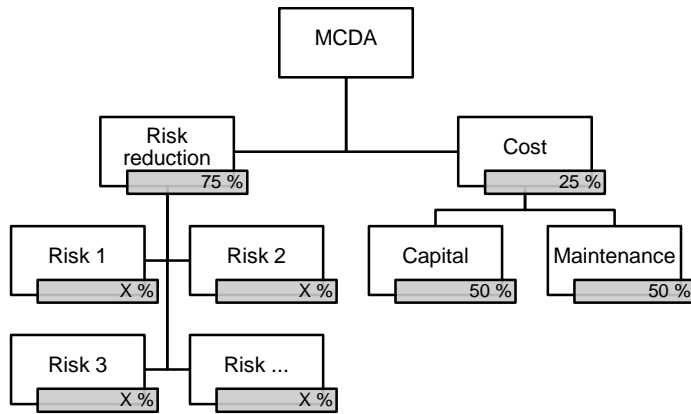 MCDA
Risk
reduction
75 %
Cost
25 %
Risk 1
X %
Risk 2
X %
Capital
50 %
Maintenance
50 %
Risk 3
X %
Risk ...
X %